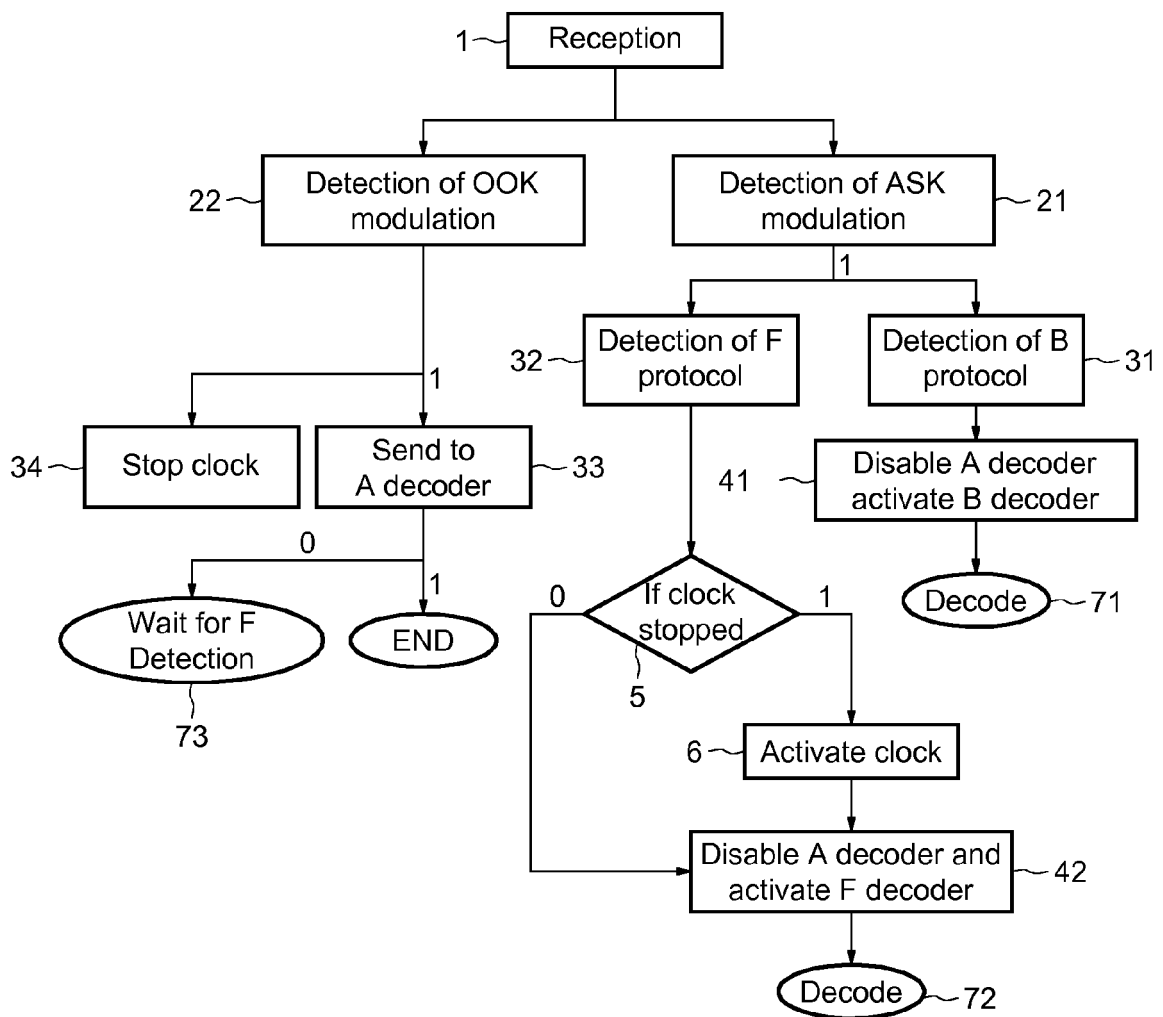 1
Reception
22
Detection of OOK
modulation
Detection of ASK
modulation
21
1
32
Detection of F
protocol
Detection of B
protocol
31
1
34
Stop clock
Send to
A decoder
33
41
Disable A decoder
activate B decoder
0
1
Wait for F
Detection
73
END
0
If clock
stopped
1
5
Decode
71
6
Activate clock
Disable A decoder and
activate F decoder
42
Decode
72